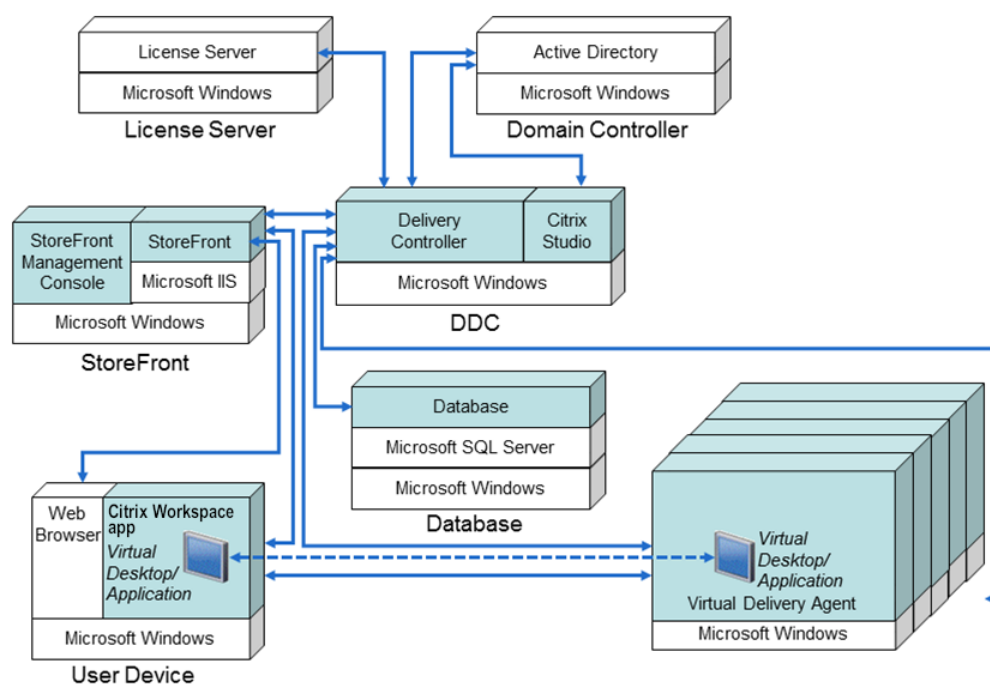 License Server
Microsoft Windows
License Server
Active Directory
Microsoft Windows
Domain Controller
StoreFront
Management
Console
StoreFront
Microsoft IIS
Microsoft Windows
StoreFront
Delivery
Controller
Citrix
Studio
Microsoft Windows
DDC
Database
Microsoft SQL Server
Microsoft Windows
Database
Web
Browser
Citrix Workspace
app
Virtual
Desktop/
Application
Microsoft Windows
User Device
Virtual
Desktop/
Application
Virtual Delivery Agent
Microsoft Windows